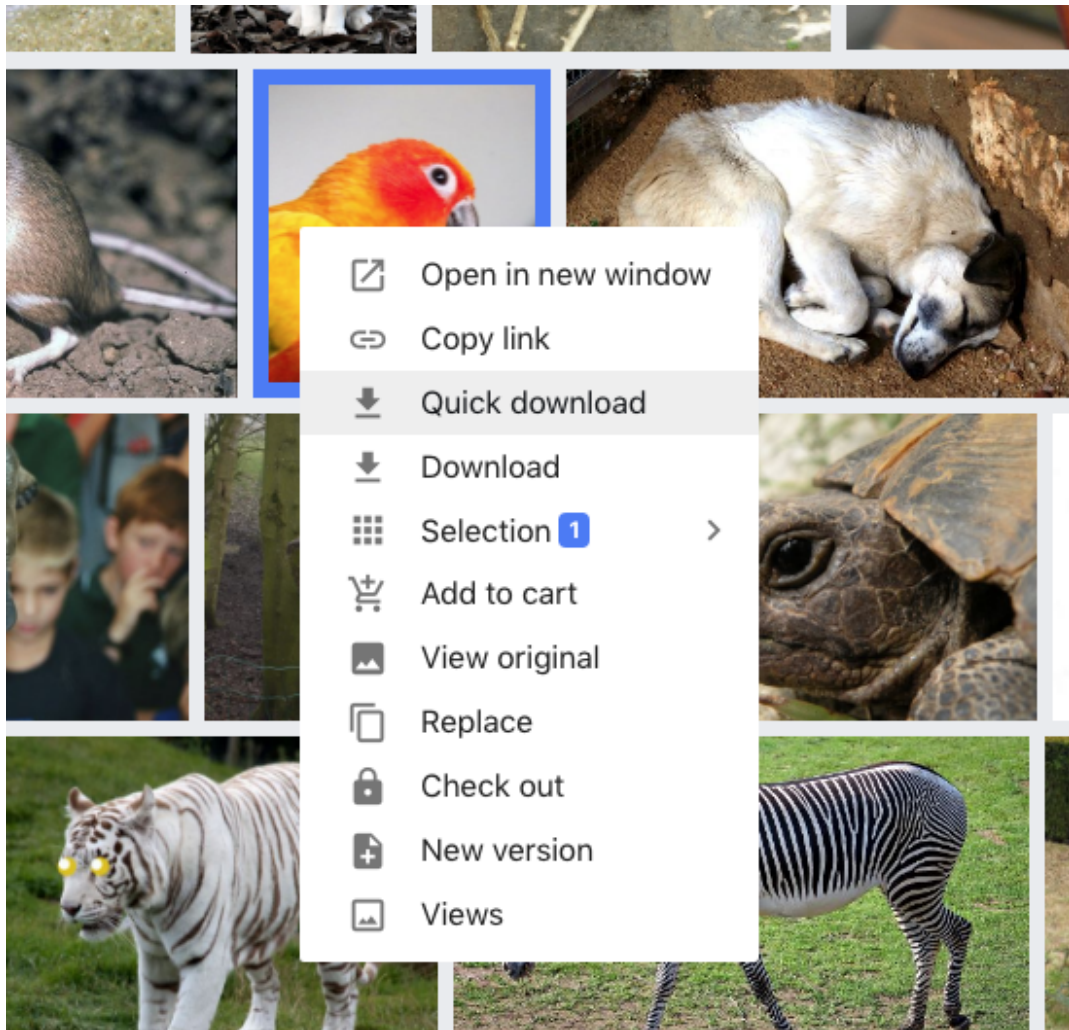 Open in new window
Copy link
Quick download
Download
Selection 1
Add to cart
View original
Replace
Check out
New version
Views